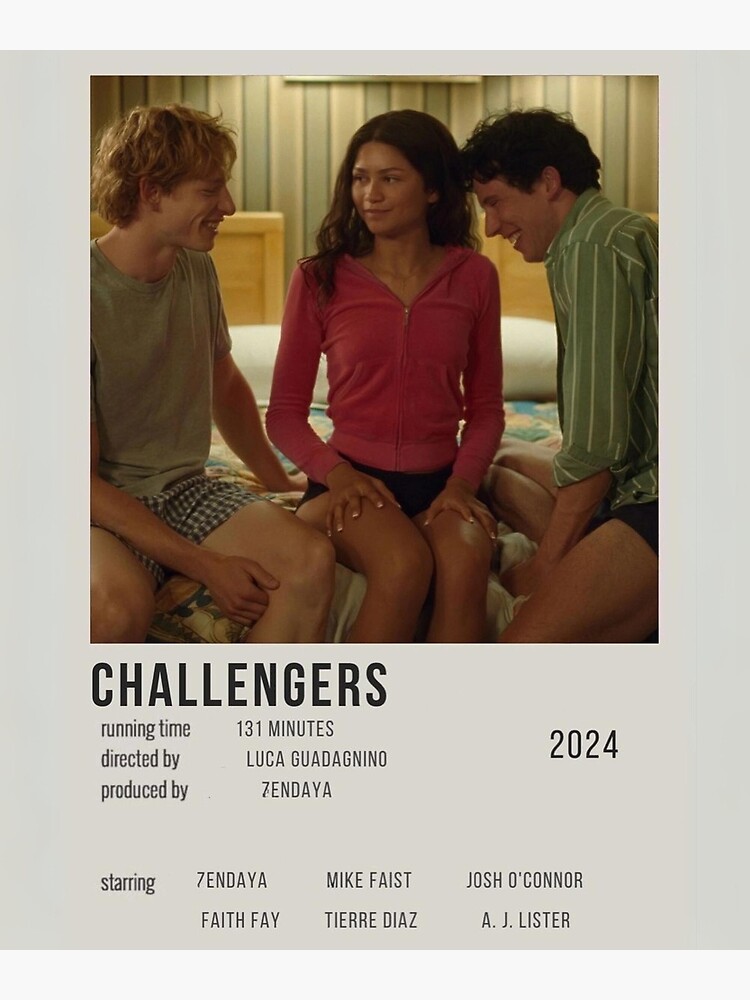 CHALLENGERS
running time 131 MINUTES
directed by LUCA GUADAGNINO
produced by 7ENDAYA
2024
starring 7ENDAYA MIKE FAIST JOSH O'CONNOR
FAITH FAY TIERRE DIAZ A. J. LISTER